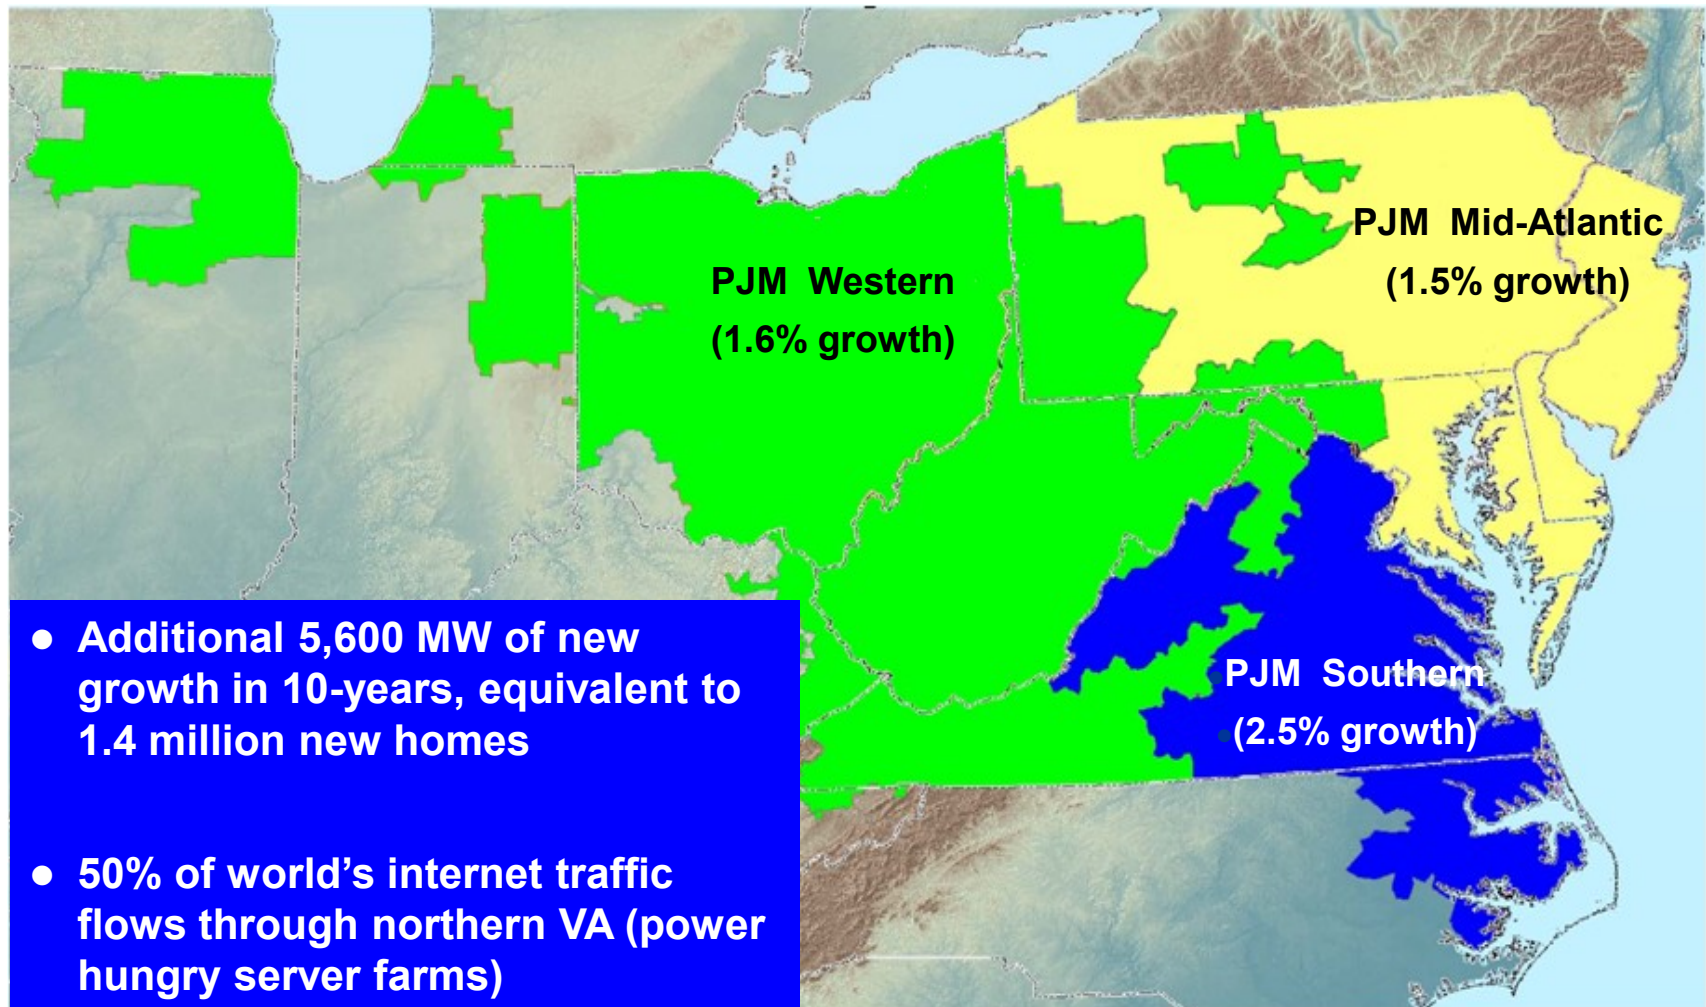 PJM Mid-Atlantic
(1.5% growth)
PJM Western
(1.6% growth)
PJM Southern
(2.5% growth)
● Additional 5,600 MW of new
growth in 10-years, equivalent to
1.4 million new homes
● 50% of world’s internet traffic
flows through northern VA (power
hungry server farms)